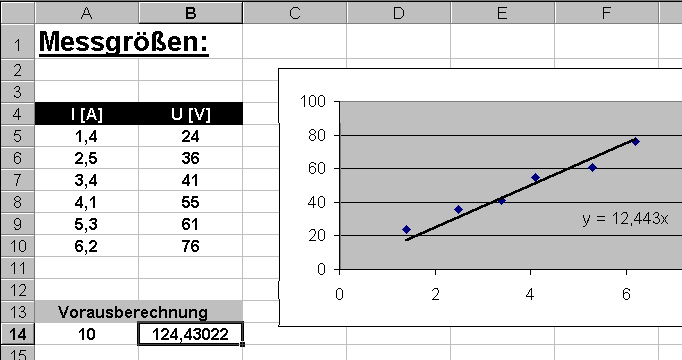 A B C D E F
1 Messgrößen:
2
3
4 I [A] U [V]
5 1,4 24
6 2,5 36
7 3,4 41
8 4,1 55
9 5,3 61
10 6,2 76
11
12
13 Vorausberechnung
14 10 124,43022
15
100
80
60
40
20
0
y = 12,443x
0 2 4 6